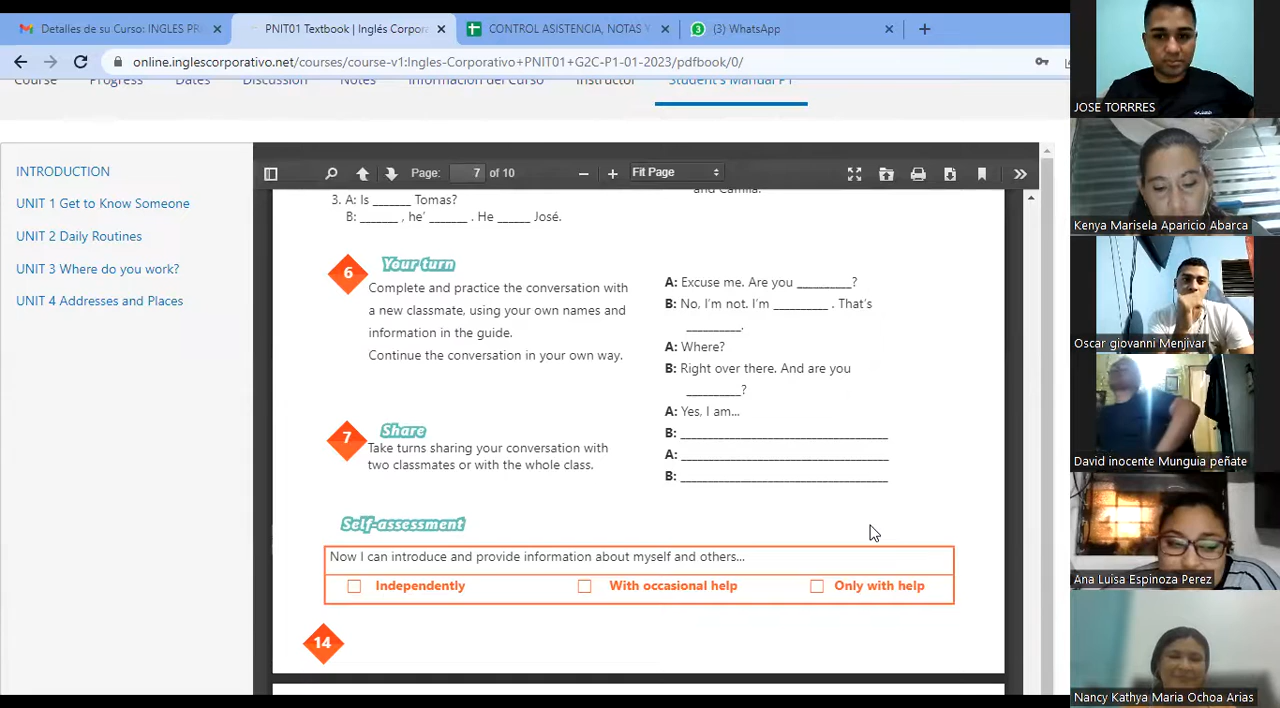 Detalles de su Curso: INGLES PR
PNIT01 Textbook | Inglés Corpora
CONTROL ASISTENCIA, NOTAS Y
3
(3) WhatsApp
online.inglescorporativo.net/courses/course-v1:Ingles-Corporativo+PNIT01+G2C-P1-01-2023/pdfbook/0/
Course
Progress
Dates
Discussion
Notes
Información del Curso
Instructor
Student's Manual P1
INTRODUCTION
UNIT 1 Get to Know Someone
UNIT 2 Daily Routines
UNIT 3 Where do you work?
UNIT 4 Addresses and Places
Page: 7 of 10
Fit Page
and Camila.
3. A: Is _______ Tomas?
B: _______ , he' _______ . He ______ José.
6 Your turn
Complete and practice the conversation with
a new classmate, using your own names and
information in the guide.
Continue the conversation in your own way.
A: Excuse me. Are you ________?
B: No, I'm not. I'm ________ . That's
________.
A: Where?
B: Right over there. And are you
________?
A: Yes, I am...
B: ______________________________
A: ______________________________
B: ______________________________
7 Share
Take turns sharing your conversation with
two classmates or with the whole class.
Self-assessment
Now I can introduce and provide information about myself and others...
Independently
With occasional help
Only with help
14
JOSE TORRRES
Kenya Marisela Aparicio Abarca
Oscar giovanni Menjivar
David inocente Munguia peñate
Ana Luisa Espinoza Perez
Nancy Kathya Maria Ochoa Arias